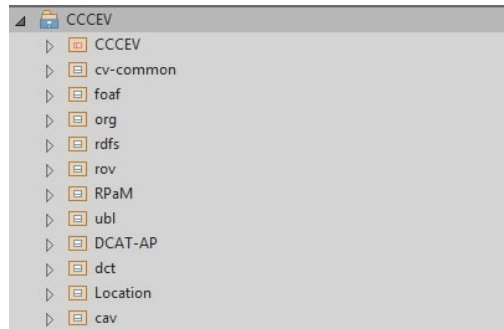 CCCEV
CCCEV
cv-common
foaf
org
rdfs
rov
RPaM
ubl
DCAT-AP
dct
Location
cav